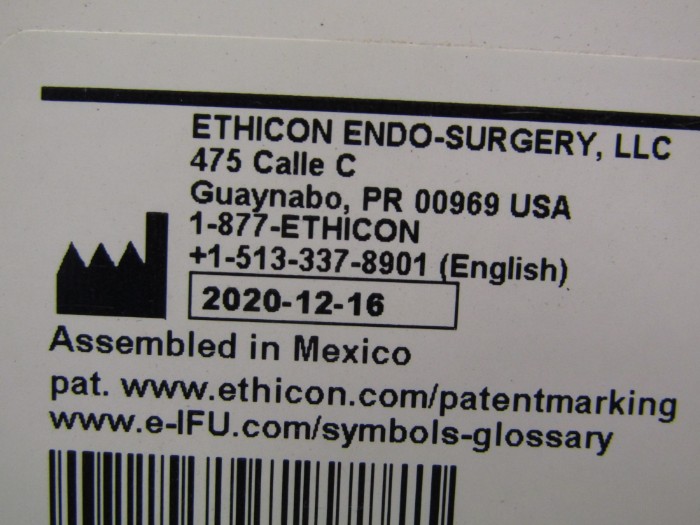 ETHICON ENDO-SURGERY, LLC
475 Calle C
Guaynabo, PR 00969 USA
1-877-ETHICON
+1-513-337-8901 (English)
2020-12-16
Assembled in Mexico
pat. www.ethicon.com/patentmarking
www.e-IFU.com/symbols-glossary